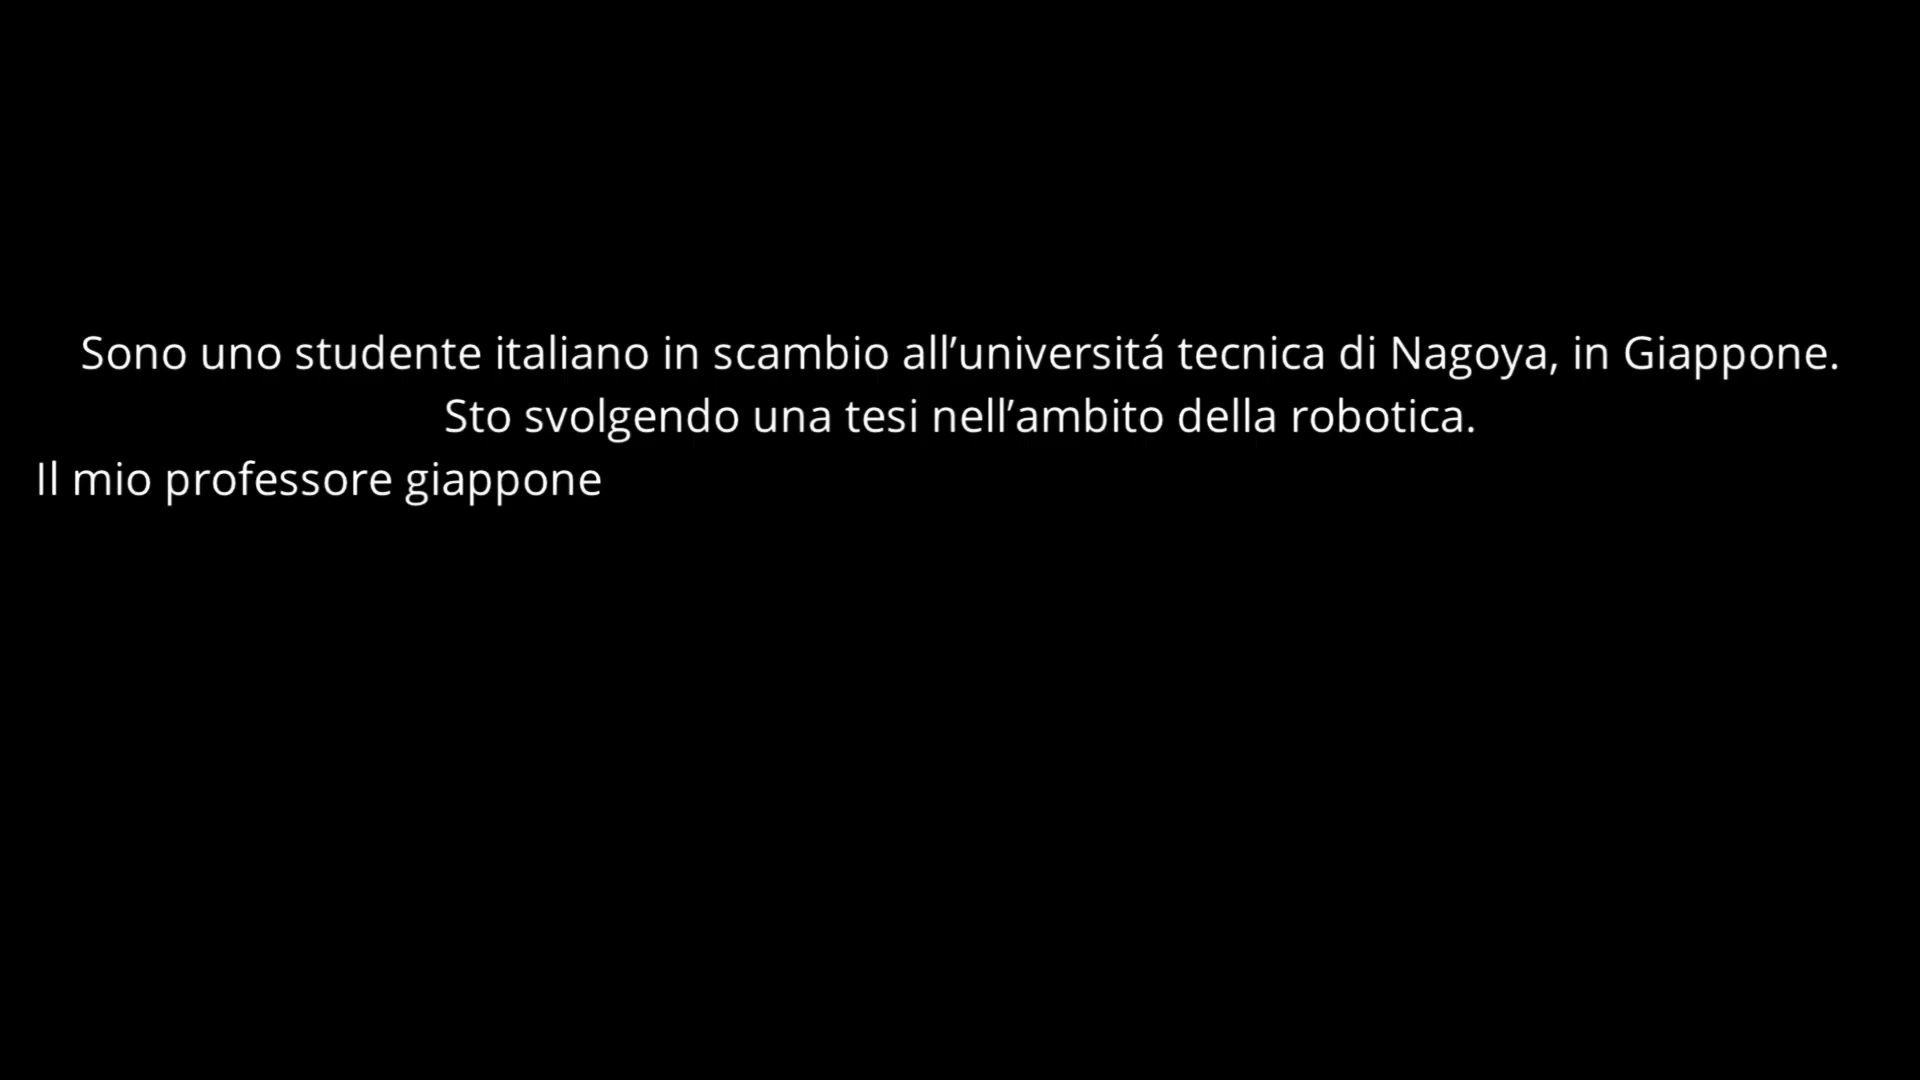 Sono uno studente italiano in scambio all’universitá tecnica di Nagoya, in Giappone.
Sto svolgendo una tesi nell’ambito della robotica.
Il mio professore giappone